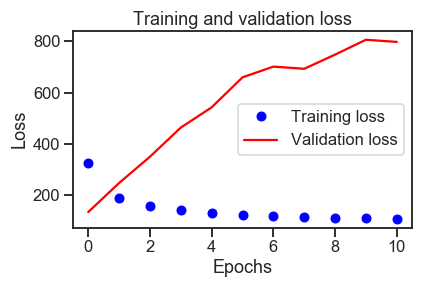 Training and validation loss
800
600
400
200
Loss
Training loss
Validation loss
0 2 4 6 8 10
Epochs